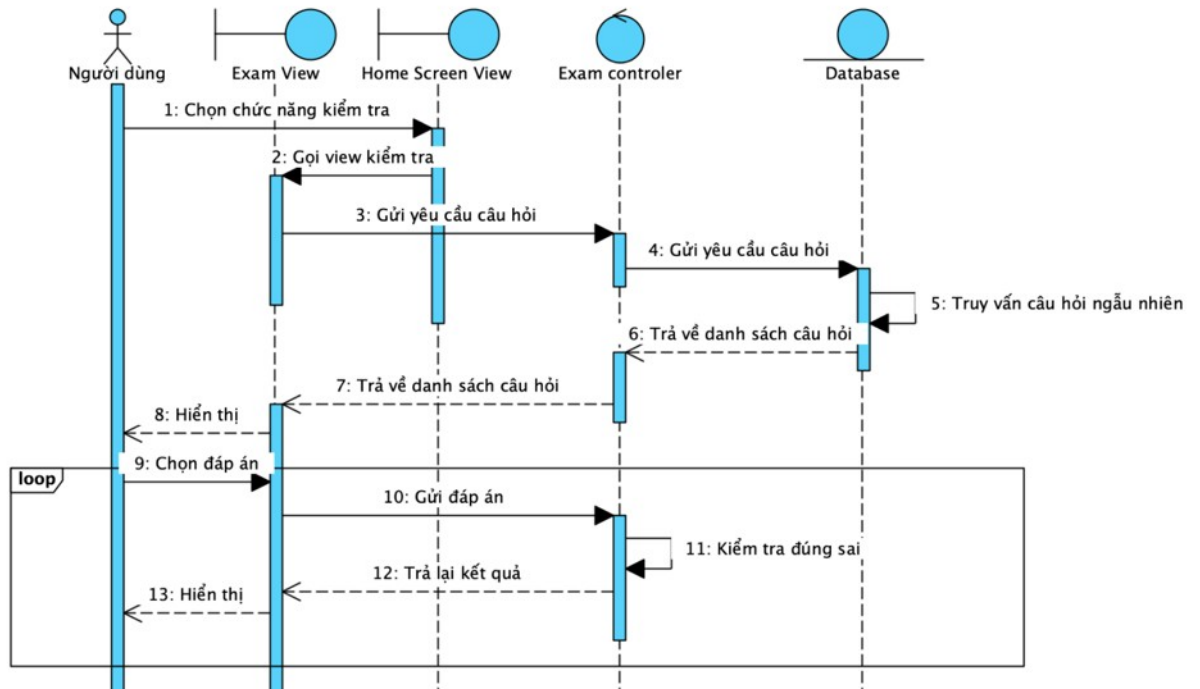 Người dùng
Exam View
Home Screen View
Exam controler
Database
1: Chọn chức năng kiểm tra
2: Gọi view kiểm tra
3: Gửi yêu cầu câu hỏi
4: Gửi yêu cầu câu hỏi
5: Truy vấn câu hỏi ngẫu nhiên
6: Trả về danh sách câu hỏi
7: Trả về danh sách câu hỏi
8: Hiển thị
9: Chọn đáp án
loop
10: Gửi đáp án
11: Kiểm tra đúng sai
12: Trả lại kết quả
13: Hiển thị